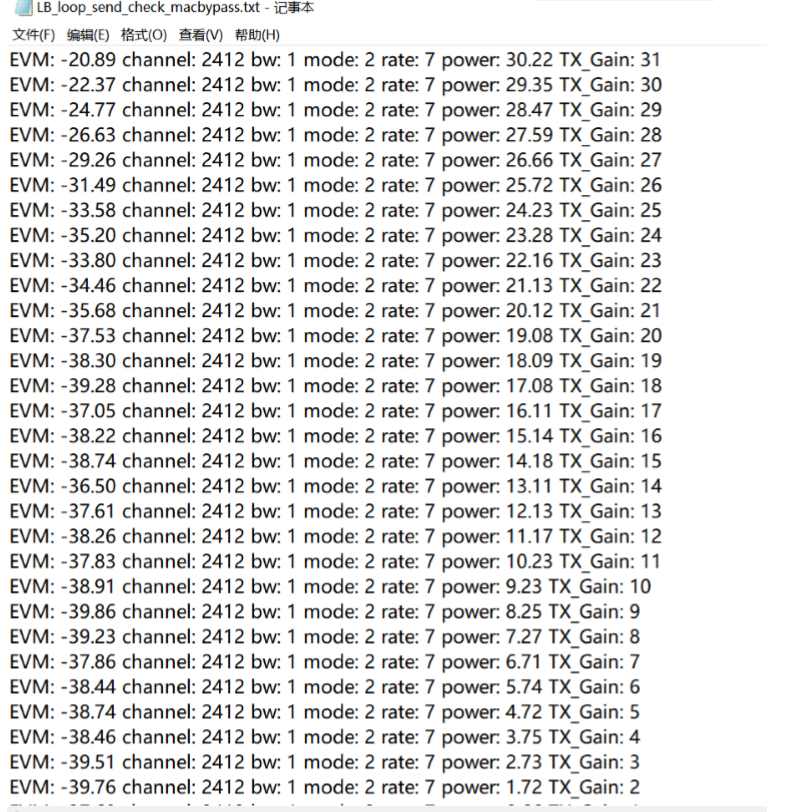 LB_loop_send_check_macbypass.txt - 记事本
文件(F) 编辑(E) 格式(O) 查看(V) 帮助(H)
EVM: -20.89 channel: 2412 bw: 1 mode: 2 rate: 7 power: 30.22 TX_Gain: 31
EVM: -22.37 channel: 2412 bw: 1 mode: 2 rate: 7 power: 29.35 TX_Gain: 30
EVM: -24.77 channel: 2412 bw: 1 mode: 2 rate: 7 power: 28.47 TX_Gain: 29
EVM: -26.63 channel: 2412 bw: 1 mode: 2 rate: 7 power: 27.59 TX_Gain: 28
EVM: -29.26 channel: 2412 bw: 1 mode: 2 rate: 7 power: 26.66 TX_Gain: 27
EVM: -31.49 channel: 2412 bw: 1 mode: 2 rate: 7 power: 25.72 TX_Gain: 26
EVM: -33.58 channel: 2412 bw: 1 mode: 2 rate: 7 power: 24.23 TX_Gain: 25
EVM: -35.20 channel: 2412 bw: 1 mode: 2 rate: 7 power: 23.28 TX_Gain: 24
EVM: -33.80 channel: 2412 bw: 1 mode: 2 rate: 7 power: 22.16 TX_Gain: 23
EVM: -34.46 channel: 2412 bw: 1 mode: 2 rate: 7 power: 21.13 TX_Gain: 22
EVM: -35.68 channel: 2412 bw: 1 mode: 2 rate: 7 power: 20.12 TX_Gain: 21
EVM: -37.53 channel: 2412 bw: 1 mode: 2 rate: 7 power: 19.08 TX_Gain: 20
EVM: -38.30 channel: 2412 bw: 1 mode: 2 rate: 7 power: 18.09 TX_Gain: 19
EVM: -39.28 channel: 2412 bw: 1 mode: 2 rate: 7 power: 17.08 TX_Gain: 18
EVM: -37.05 channel: 2412 bw: 1 mode: 2 rate: 7 power: 16.11 TX_Gain: 17
EVM: -38.22 channel: 2412 bw: 1 mode: 2 rate: 7 power: 15.14 TX_Gain: 16
EVM: -38.74 channel: 2412 bw: 1 mode: 2 rate: 7 power: 14.18 TX_Gain: 15
EVM: -36.50 channel: 2412 bw: 1 mode: 2 rate: 7 power: 13.11 TX_Gain: 14
EVM: -37.61 channel: 2412 bw: 1 mode: 2 rate: 7 power: 12.13 TX_Gain: 13
EVM: -38.26 channel: 2412 bw: 1 mode: 2 rate: 7 power: 11.17 TX_Gain: 12
EVM: -37.83 channel: 2412 bw: 1 mode: 2 rate: 7 power: 10.23 TX_Gain: 11
EVM: -38.91 channel: 2412 bw: 1 mode: 2 rate: 7 power: 9.23 TX_Gain: 10
EVM: -39.86 channel: 2412 bw: 1 mode: 2 rate: 7 power: 8.25 TX_Gain: 9
EVM: -39.23 channel: 2412 bw: 1 mode: 2 rate: 7 power: 7.27 TX_Gain: 8
EVM: -37.86 channel: 2412 bw: 1 mode: 2 rate: 7 power: 6.71 TX_Gain: 7
EVM: -38.44 channel: 2412 bw: 1 mode: 2 rate: 7 power: 5.74 TX_Gain: 6
EVM: -38.74 channel: 2412 bw: 1 mode: 2 rate: 7 power: 4.72 TX_Gain: 5
EVM: -38.46 channel: 2412 bw: 1 mode: 2 rate: 7 power: 3.75 TX_Gain: 4
EVM: -39.51 channel: 2412 bw: 1 mode: 2 rate: 7 power: 2.73 TX_Gain: 3
EVM: -39.76 channel: 2412 bw: 1 mode: 2 rate: 7 power: 1.72 TX_Gain: 2